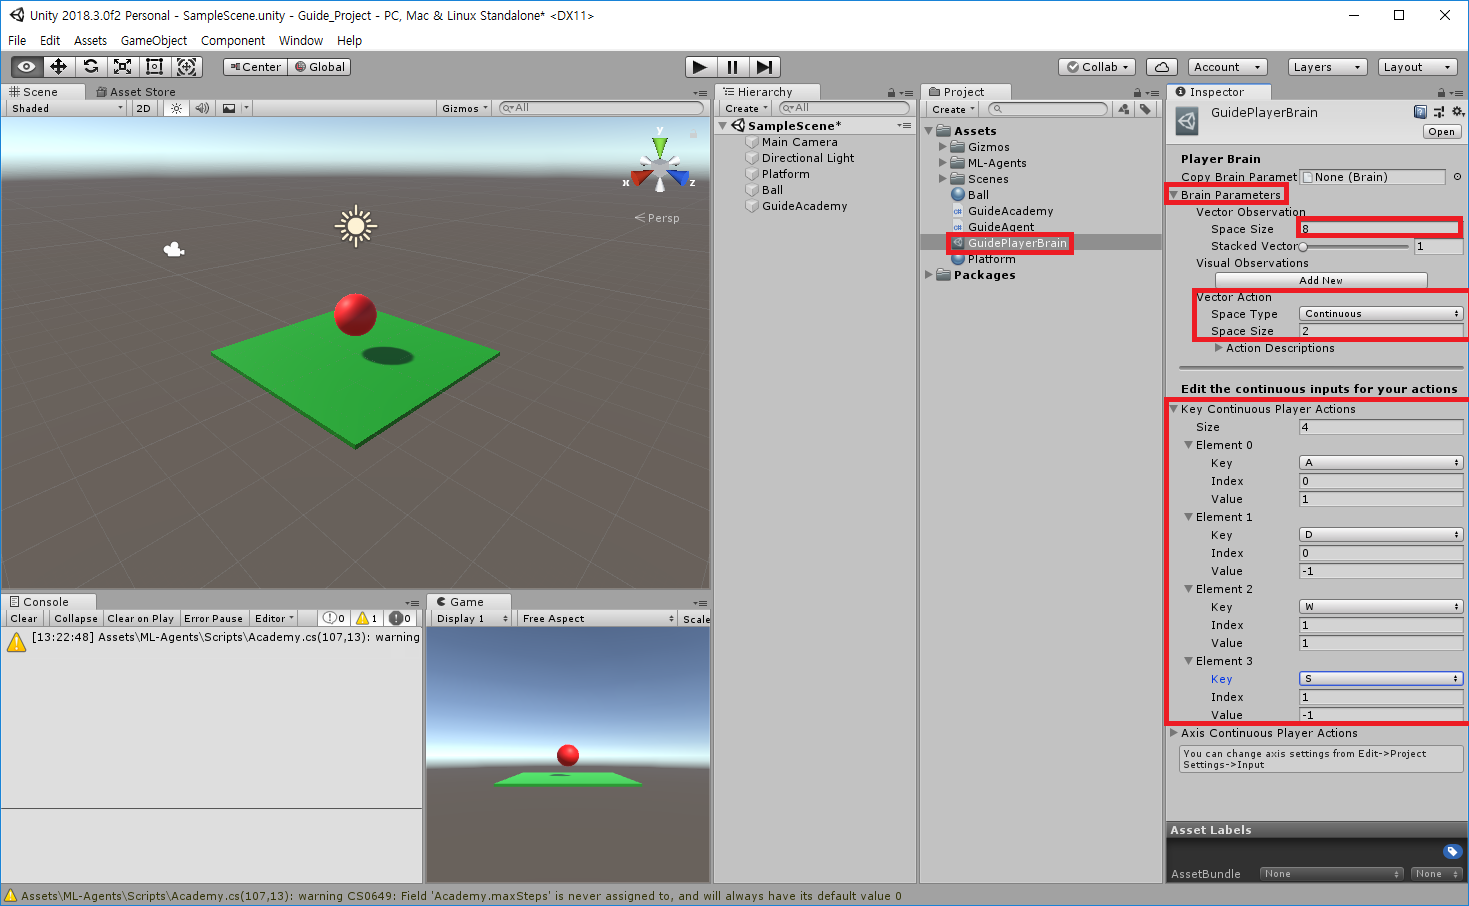 Unity 2018.3.0f2 Personal - SampleScene.unity - Guide_Project - PC, Mac & Linux Standalone* <DX11>
File Edit Assets GameObject Component Window Help
Center Global Collab Account Layers Layout
Scene Asset Store
Shaded 2D Gizmos All
y
x z
Persp
Console
Clear Collapse Clear on Play Error Pause Editor 0 1 0
[13:22:48] Assets\ML-Agents\Scripts\Academy.cs(107,13): warning
Game
Display 1 Free Aspect Scale
Hierarchy
Create All
SampleScene*
Main Camera
Directional Light
Platform
Ball
GuideAcademy
Project
Create
Assets
Gizmos
ML-Agents
Scenes
Ball
GuideAcademy
GuideAgent
GuidePlayerBrain
Platform
Packages
Inspector
GuidePlayerBrain
Open
Player Brain
Copy Brain Paramet None (Brain)
Brain Parameters
Vector Observation
Space Size 8
Stacked Vector 1
Visual Observations
Add New
Vector Action
Space Type Continuous
Space Size 2
Action Descriptions
Edit the continuous inputs for your actions
Key Continuous Player Actions
Size 4
Element 0
Key A
Index 0
Value 1
Element 1
Key D
Index 0
Value -1
Element 2
Key W
Index 1
Value 1
Element 3
Key S
Index 1
Value -1
Axis Continuous Player Actions
You can change axis settings from Edit->Project
Settings->Input
Asset Labels
AssetBundle None None
Assets\ML-Agents\Scripts\Academy.cs(107,13): warning CS0649: Field 'Academy.maxSteps' is never assigned to, and will always have its default value 0